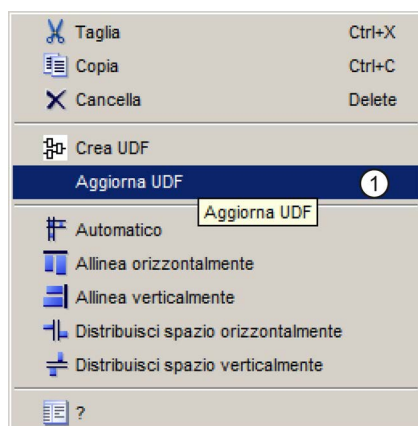 Taglia Ctrl+X
Copia Ctrl+C
Cancella Delete
Crea UDF
Aggiorna UDF 1
Aggiorna UDF
Automatico
Allinea orizzontalmente
Allinea verticalmente
Distribuisci spazio orizzontalmente
Distribuisci spazio verticalmente
?